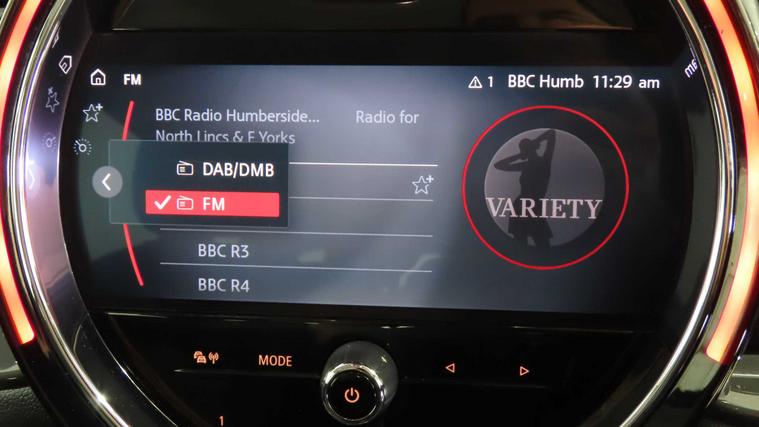 FM
1 BBC Humb 11:29 am
BBC Radio Humberside... Radio for
North Lincs & E Yorks
DAB/DMB
FM
BBC R3
BBC R4
VARIETY
MODE
1